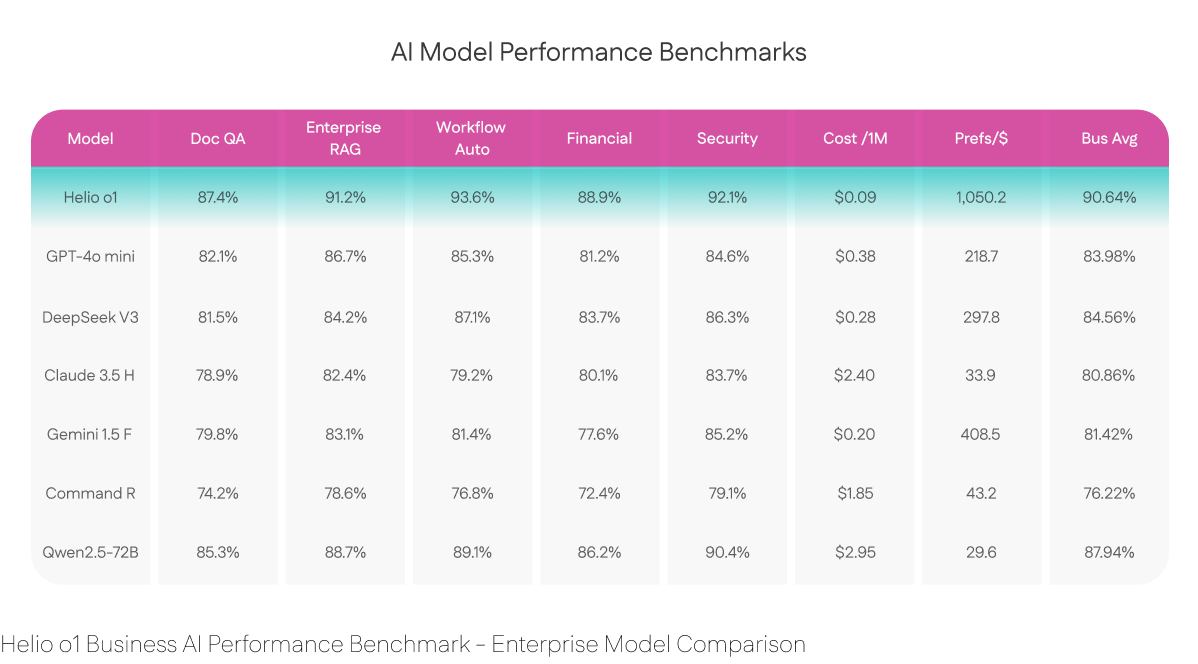 AI Model Performance Benchmarks
Model Doc QA Enterprise RAG Workflow Auto Financial Security Cost /1M Prefs/$ Bus Avg
Helio o1 87.4% 91.2% 93.6% 88.9% 92.1% $0.09 1,050.2 90.64%
GPT-4o mini 82.1% 86.7% 85.3% 81.2% 84.6% $0.38 218.7 83.98%
DeepSeek V3 81.5% 84.2% 87.1% 83.7% 86.3% $0.28 297.8 84.56%
Claude 3.5 H 78.9% 82.4% 79.2% 80.1% 83.7% $2.40 33.9 80.86%
Gemini 1.5 F 79.8% 83.1% 81.4% 77.6% 85.2% $0.20 408.5 81.42%
Command R 74.2% 78.6% 76.8% 72.4% 79.1% $1.85 43.2 76.22%
Qwen2.5-72B 85.3% 88.7% 89.1% 86.2% 90.4% $2.95 29.6 87.94%
Helio o1 Business AI Performance Benchmark – Enterprise Model Comparison